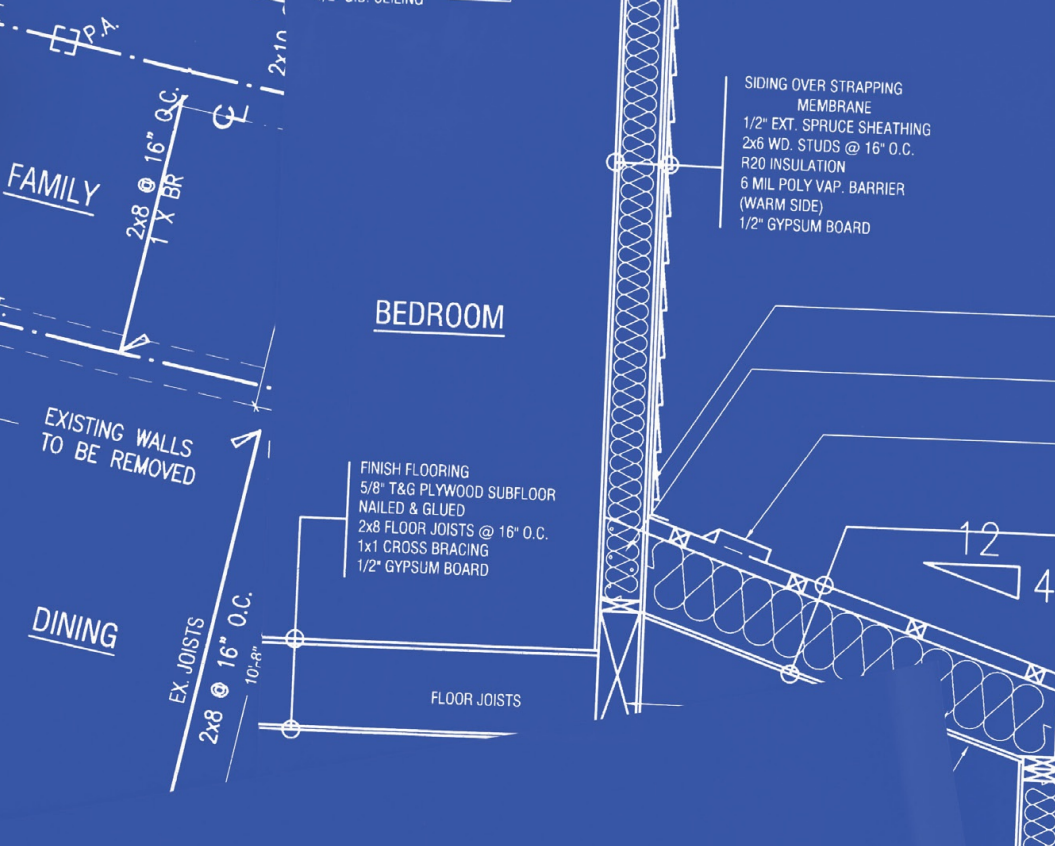 CEILING
P.A.
2x10
FAMILY
2x8 @ 16" O.C.
1 X BR
CL
EXISTING WALLS
TO BE REMOVED
DINING
EX. JOISTS
2x8 @ 16" O.C.
10'-8"
BEDROOM
FINISH FLOORING
5/8" T&G PLYWOOD SUBFLOOR
NAILED & GLUED
2x8 FLOOR JOISTS @ 16" O.C.
1x1 CROSS BRACING
1/2" GYPSUM BOARD
FLOOR JOISTS
SIDING OVER STRAPPING
MEMBRANE
1/2" EXT. SPRUCE SHEATHING
2x6 WD. STUDS @ 16" O.C.
R20 INSULATION
6 MIL POLY VAP. BARRIER
(WARM SIDE)
1/2" GYPSUM BOARD
12
4